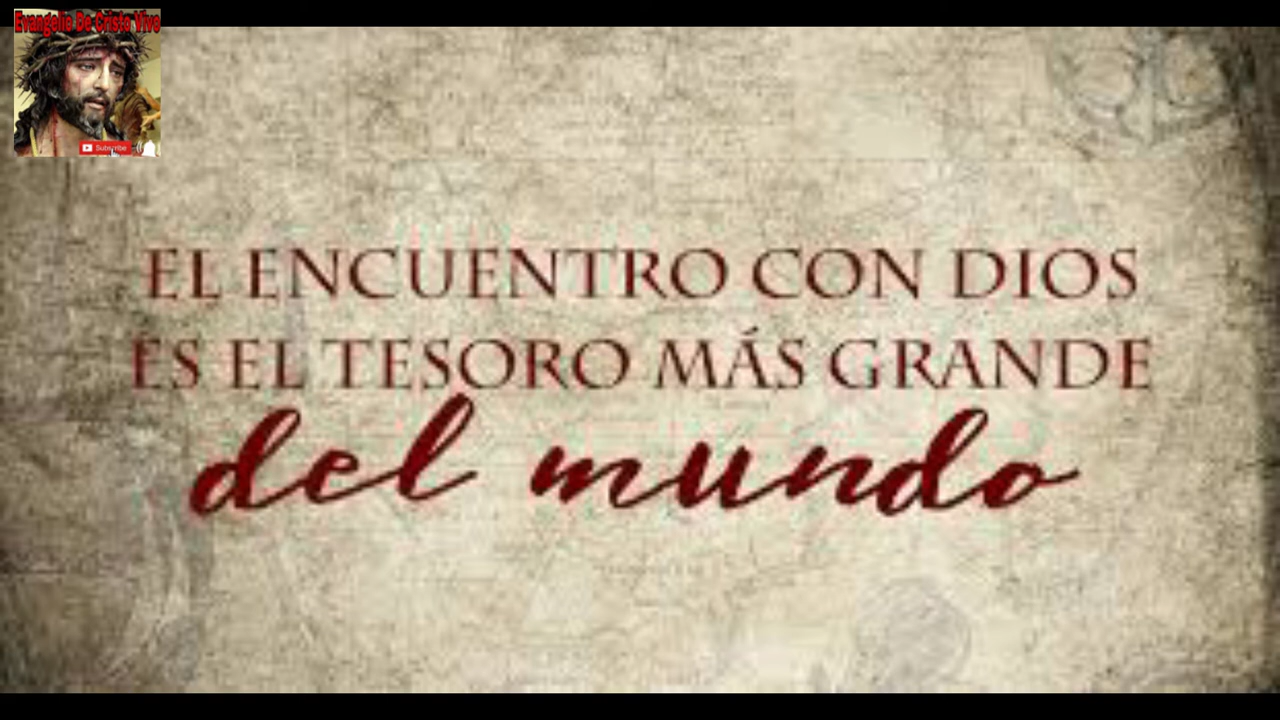 Evangelio De Cristo Vivo
Subscribe
EL ENCUENTRO CON DIOS
ES EL TESORO MÁS GRANDE
del mundo